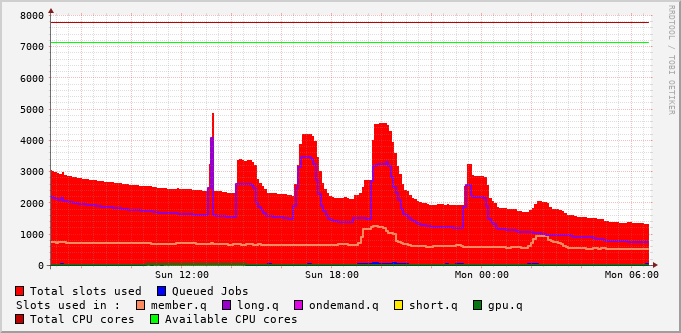 8000
7000
6000
5000
4000
3000
2000
1000
0
Sun 12:00 Sun 18:00 Mon 00:00 Mon 06:00
RRDTOOL / TOBI OETIKER
Total slots used Queued Jobs
Slots used in : member.q long.q ondemand.q short.q gpu.q
Total CPU cores Available CPU cores